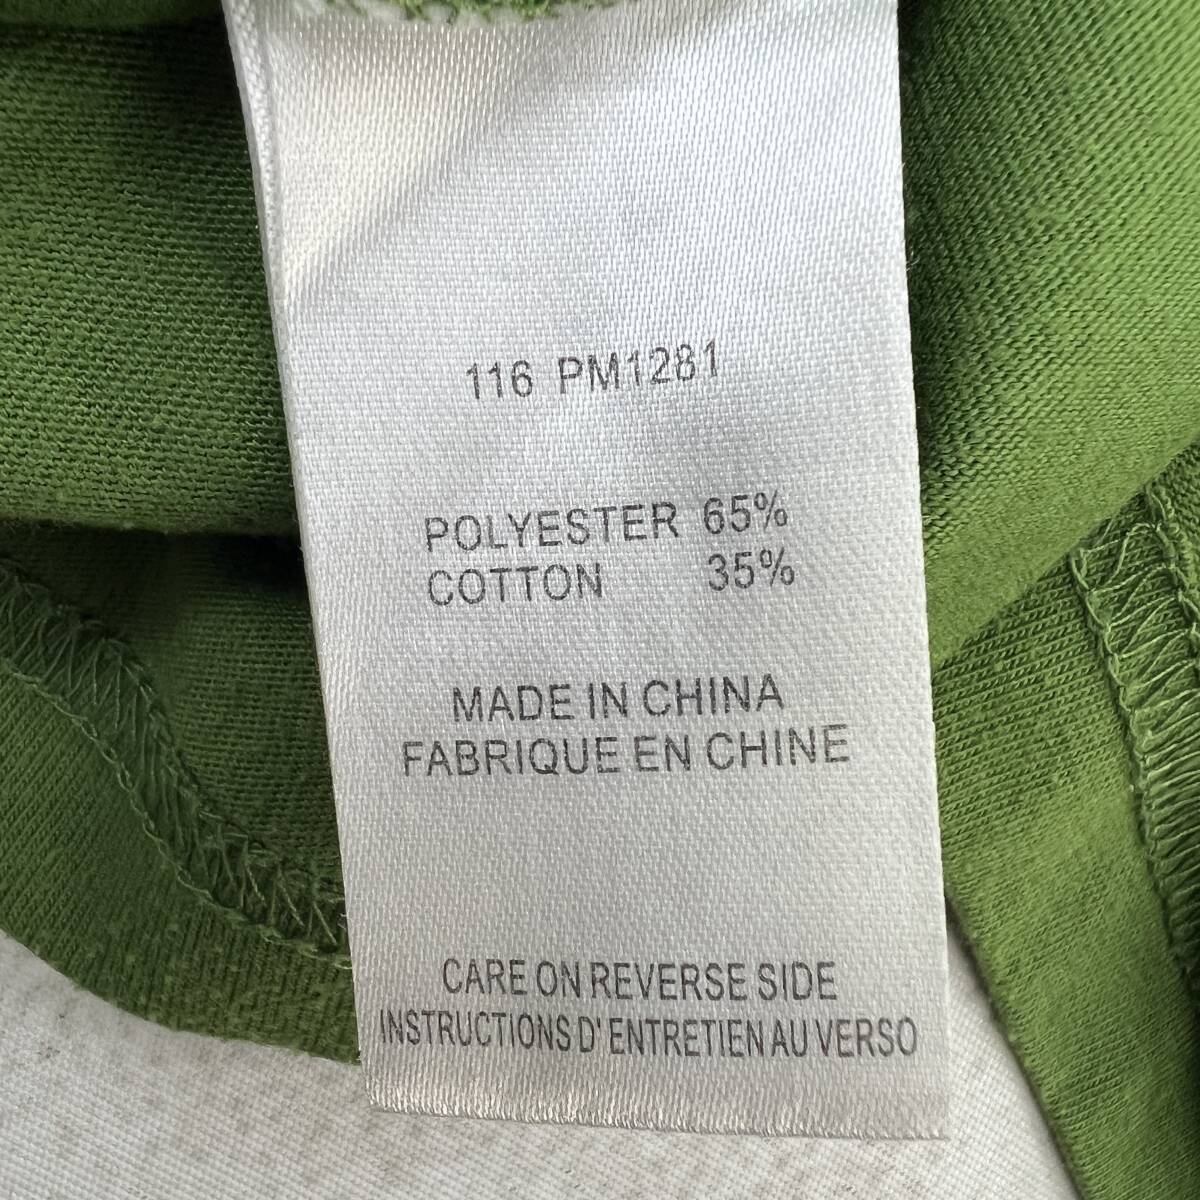 116 PM1281
POLYESTER 65%
COTTON 35%
MADE IN CHINA
FABRIQUE EN CHINE
CARE ON REVERSE SIDE
INSTRUCTIONS D' ENTRETIEN AU VERSO